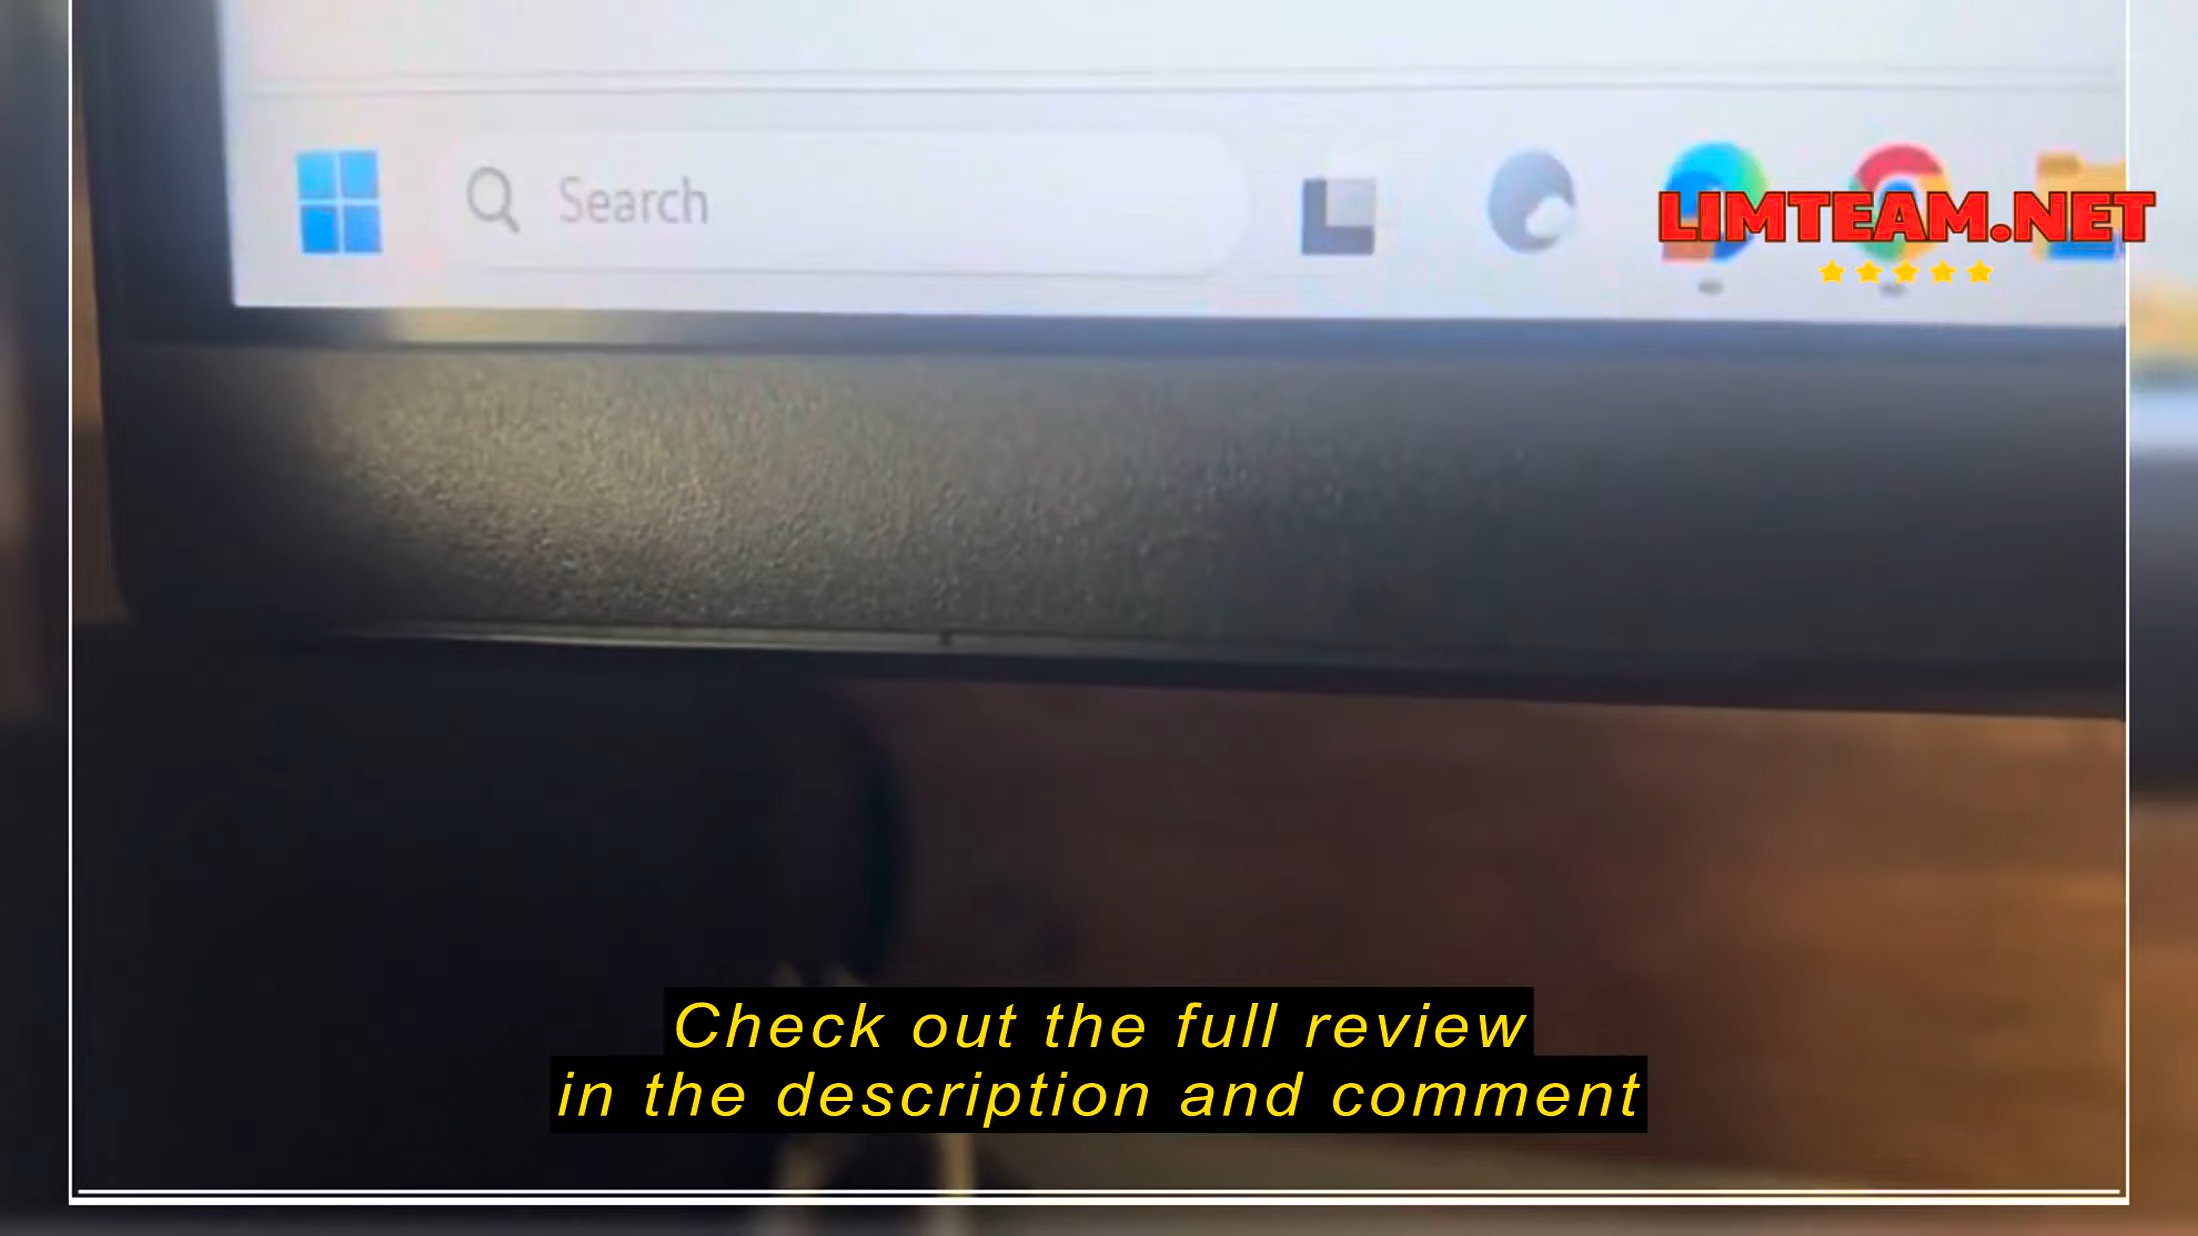 Search
LIMTEAM.NET
Check out the full review
in the description and comment